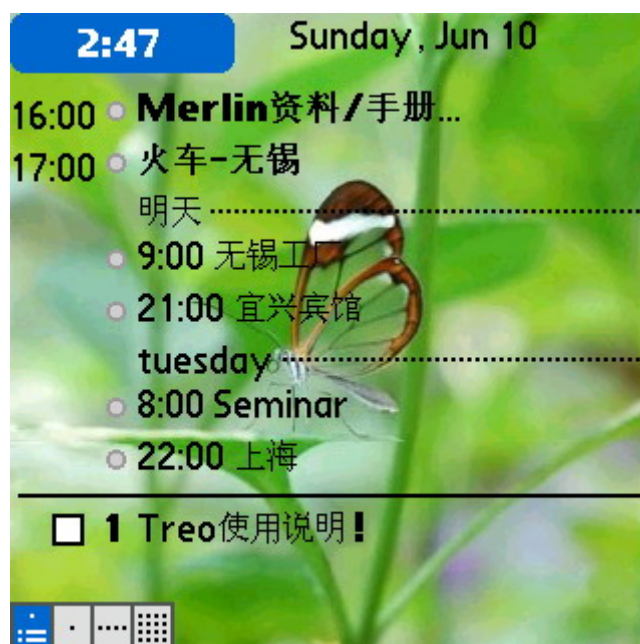 2:47 Sunday, Jun 10
16:00 Merlin资料/手册...
17:00 火车-无锡
明天
9:00 无锡工厂
21:00 宜兴宾馆
tuesday
8:00 Seminar
22:00 上海
1 Treo使用说明!